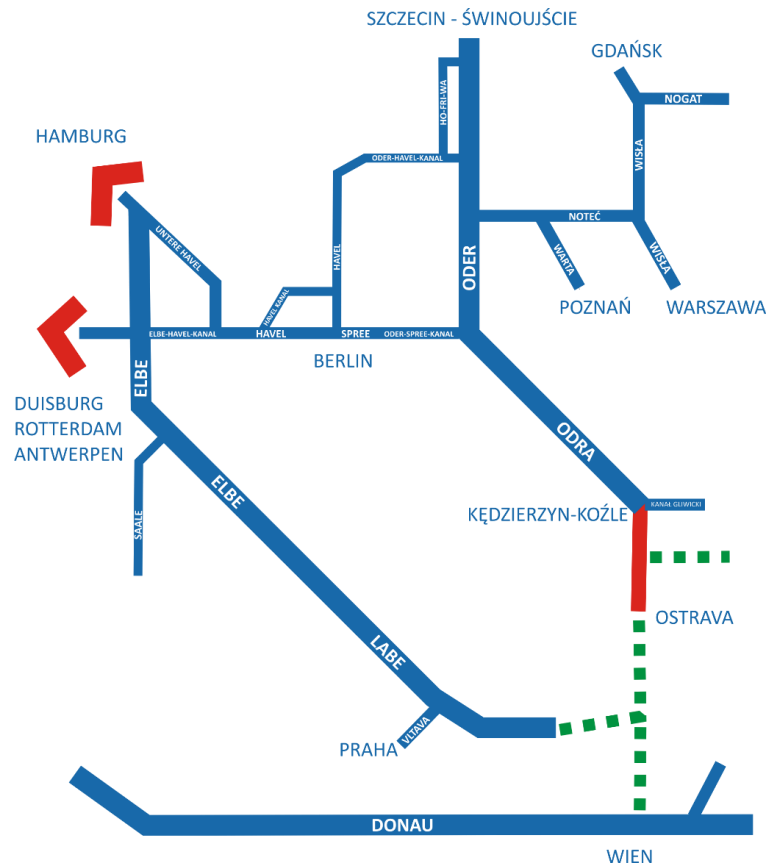 SZCZECIN - ŚWINOUJŚCIE
GDAŃSK
NOGAT
HO-FRI-WA
HAMBURG
ODER-HAVEL-KANAL
WISŁA
UNTERE HAVEL
HAVEL
ODER
NOTEĆ
WARTA
WISŁA
POZNAŃ
WARSZAWA
HAVEL KANAL
ELBE-HAVEL-KANAL
HAVEL
SPREE
ODER-SPREE-KANAL
BERLIN
ELBE
DUISBURG
ROTTERDAM
ANTWERPEN
ODRA
ELBE
SAALE
KĘDZIERZYN-KOŹLE
KANAŁ GLIWICKI
OSTRAVA
LABE
VLTAVA
PRAHA
DONAU
WIEN